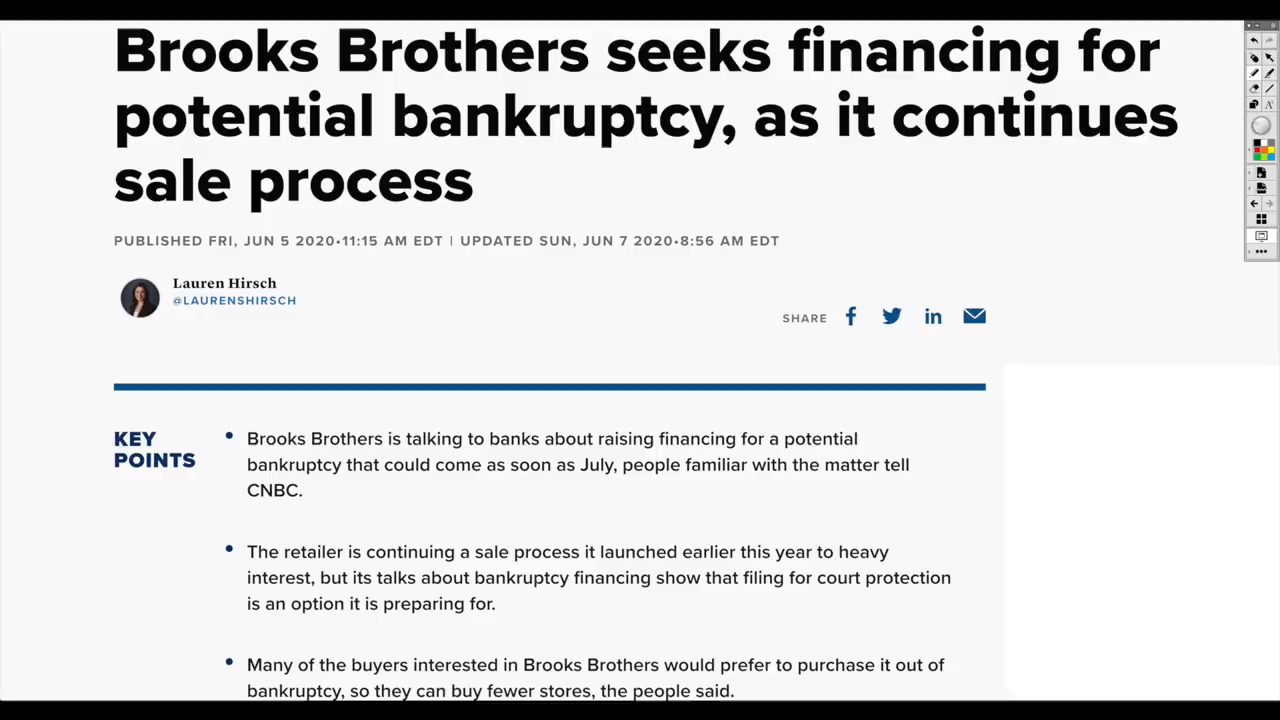 Brooks Brothers seeks financing for
potential bankruptcy, as it continues
sale process
PUBLISHED FRI, JUN 5 2020•11:15 AM EDT | UPDATED SUN, JUN 7 2020•8:56 AM EDT
Lauren Hirsch
@LAURENSHIRSCH
SHARE
KEY
POINTS
• Brooks Brothers is talking to banks about raising financing for a potential
bankruptcy that could come as soon as July, people familiar with the matter tell
CNBC.
• The retailer is continuing a sale process it launched earlier this year to heavy
interest, but its talks about bankruptcy financing show that filing for court protection
is an option it is preparing for.
• Many of the buyers interested in Brooks Brothers would prefer to purchase it out of
bankruptcy, so they can buy fewer stores, the people said.